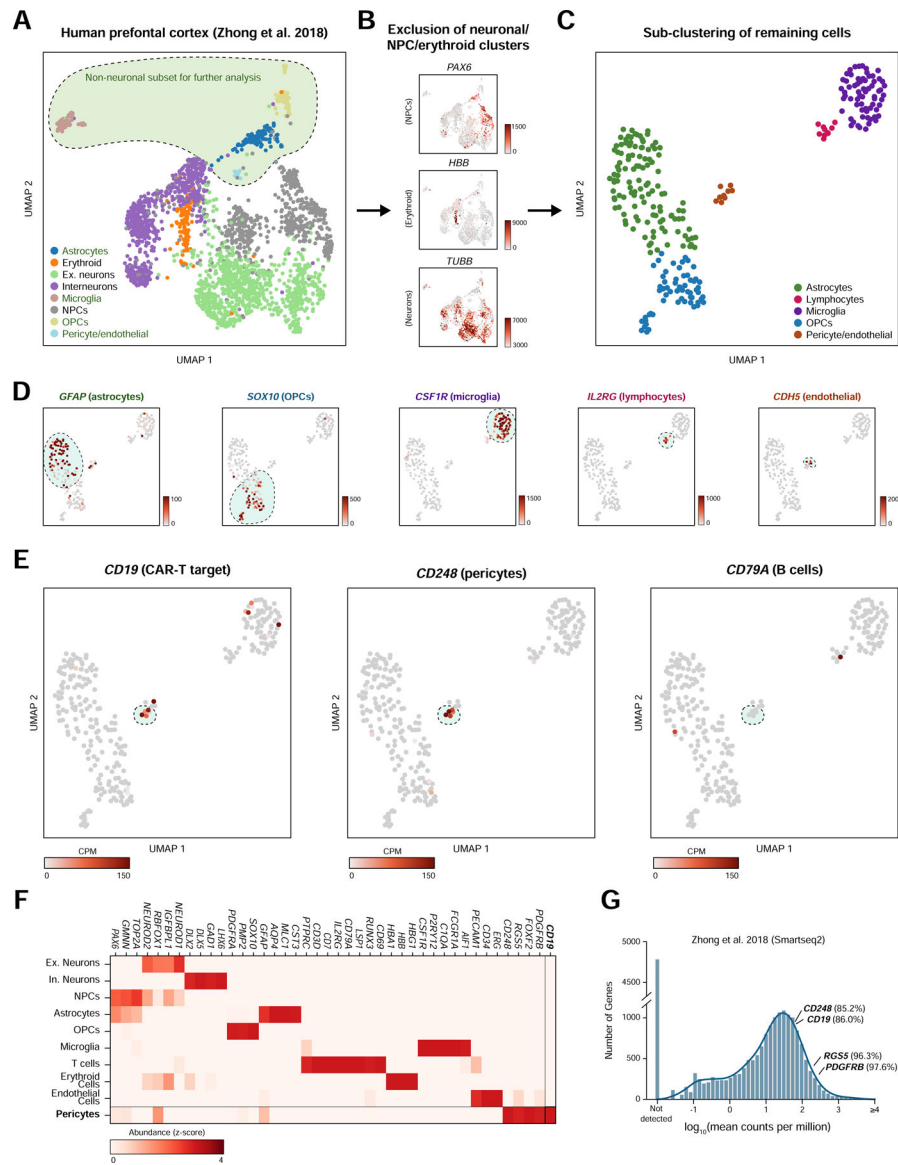 A
Human prefontal cortex (Zhong et al. 2018)
Non-neuronal subset for further analysis
UMAP 2
Astrocytes
Erythroid
Ex. neurons
Interneurons
Microglia
NPCs
OPCs
Pericyte/endothelial
UMAP 1
B
Exclusion of neuronal/
NPC/erythroid clusters
PAX6
(NPCs)
1500
0
HBB
(Erythroid)
9000
0
TUBB
(Neurons)
7000
3000
C
Sub-clustering of remaining cells
UMAP 2
Astrocytes
Lymphocytes
Microglia
OPCs
Pericyte/endothelial
UMAP 1
D
GFAP (astrocytes)
100
0
SOX10 (OPCs)
500
0
CSF1R (microglia)
1500
0
IL2RG (lymphocytes)
1000
0
CDH5 (endothelial)
200
0
E
CD19 (CAR-T target)
UMAP 2
UMAP 1
CPM
0 150
CD248 (pericytes)
UMAP 2
UMAP 1
CPM
0 150
CD79A (B cells)
UMAP 2
UMAP 1
CPM
0 150
F
PAX6 GMNN TOP2A NEUROD2 RBFOX1 IGFBPL1 NEUROD1 DLX2 DLX5 GAD1 LHX6 PDGFRA PMP2 SOX10 GFAP AQP4 MLC1 CST3 PTPRC CD3D CD7 IL2RG CD79A LSP1 RUNX3 CD69 HBA1 HBB HBG1 CSF1R P2RY12 C1QA FCGR1A AIF1 PECAM1 CD34 ERG CD248 RGS5 FOXF2 PDGFRB CD19
Ex. Neurons
In. Neurons
NPCs
Astrocytes
OPCs
Microglia
T cells
Erythroid
Cells
Endothelial
Cells
Pericytes
Abundance (z-score)
0 4
G
Zhong et al. 2018 (Smartseq2)
Number of Genes
5000
4500
1000
500
0
CD248 (85.2%)
CD19 (86.0%)
RGS5 (96.3%)
PDGFRB (97.6%)
Not
detected
-1 0 1 2 3 ≥4
log10(mean counts per million)